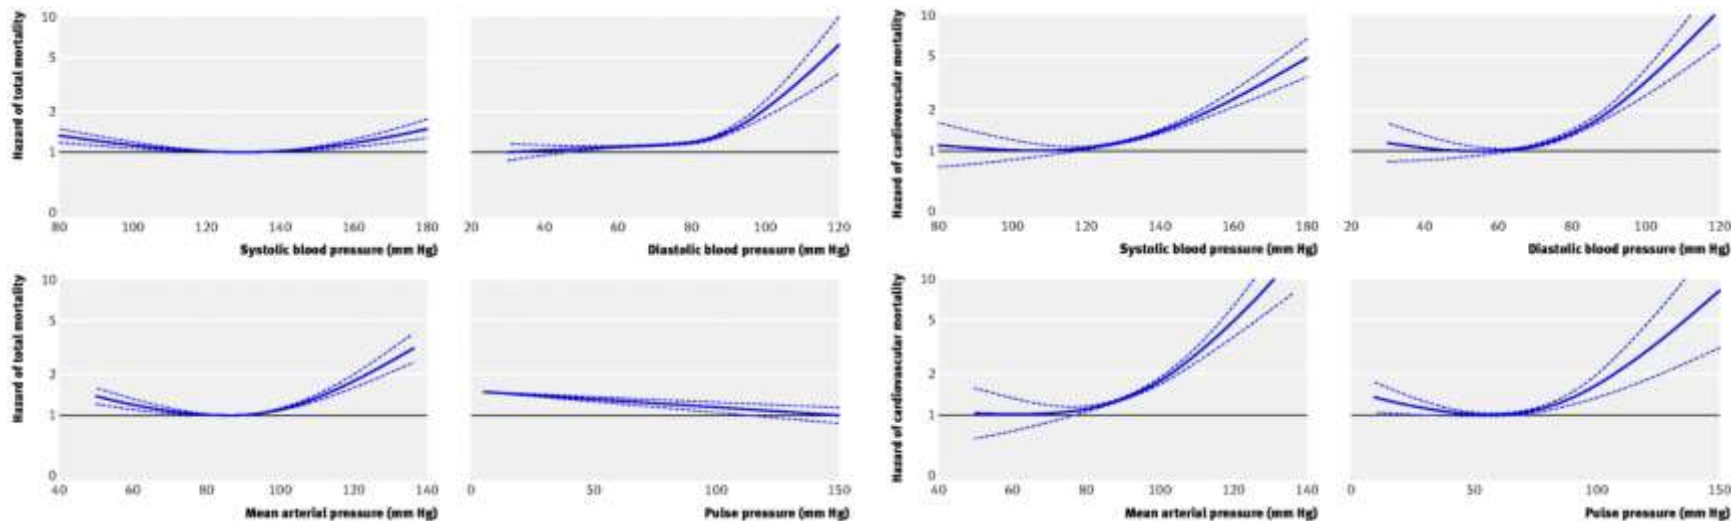 Hazard of total mortality
10
5
2
1
0
80 100 120 140 160 180
Systolic blood pressure (mm Hg)
20 40 60 80 100 120
Diastolic blood pressure (mm Hg)
Hazard of cardiovascular mortality
10
5
2
1
0
80 100 120 140 160 180
Systolic blood pressure (mm Hg)
20 40 60 80 100 120
Diastolic blood pressure (mm Hg)
Hazard of total mortality
10
5
2
1
0
40 60 80 100 120 140
Mean arterial pressure (mm Hg)
0 50 100 150
Pulse pressure (mm Hg)
Hazard of cardiovascular mortality
10
5
2
1
0
40 60 80 100 120 140
Mean arterial pressure (mm Hg)
0 50 100 150
Pulse pressure (mm Hg)